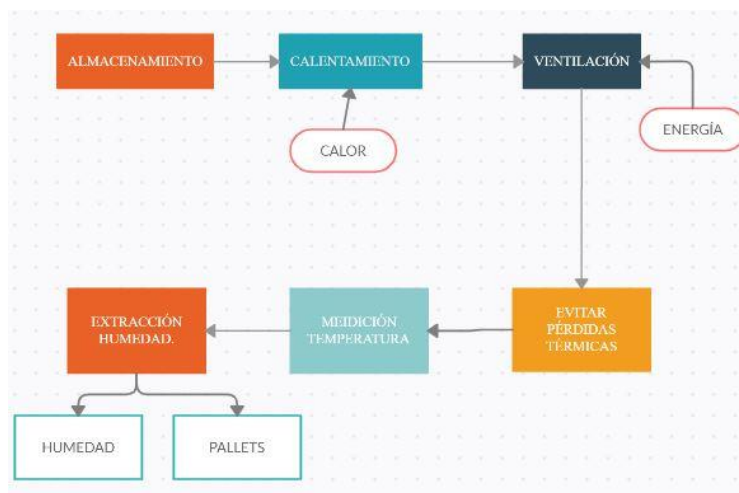 ALMACENAMIENTO
CALENTAMIENTO
VENTILACIÓN
CALOR
ENERGÍA
EXTRACCIÓN
HUMEDAD.
MEIDICIÓN
TEMPERATURA
EVITAR
PÉRDIDAS
TÉRMICAS
HUMEDAD
PALLETS